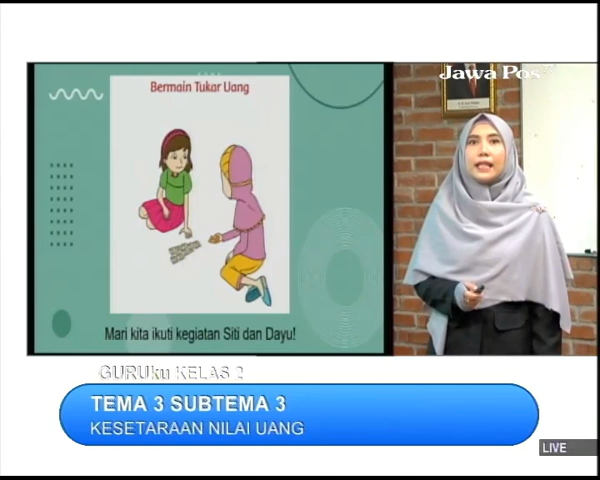 Jawa Pos
Bermain Tukar Uang
Mari kita ikuti kegiatan Siti dan Dayu!
GURUku KELAS 2
TEMA 3 SUBTEMA 3
KESETARAAN NILAI UANG
LIVE